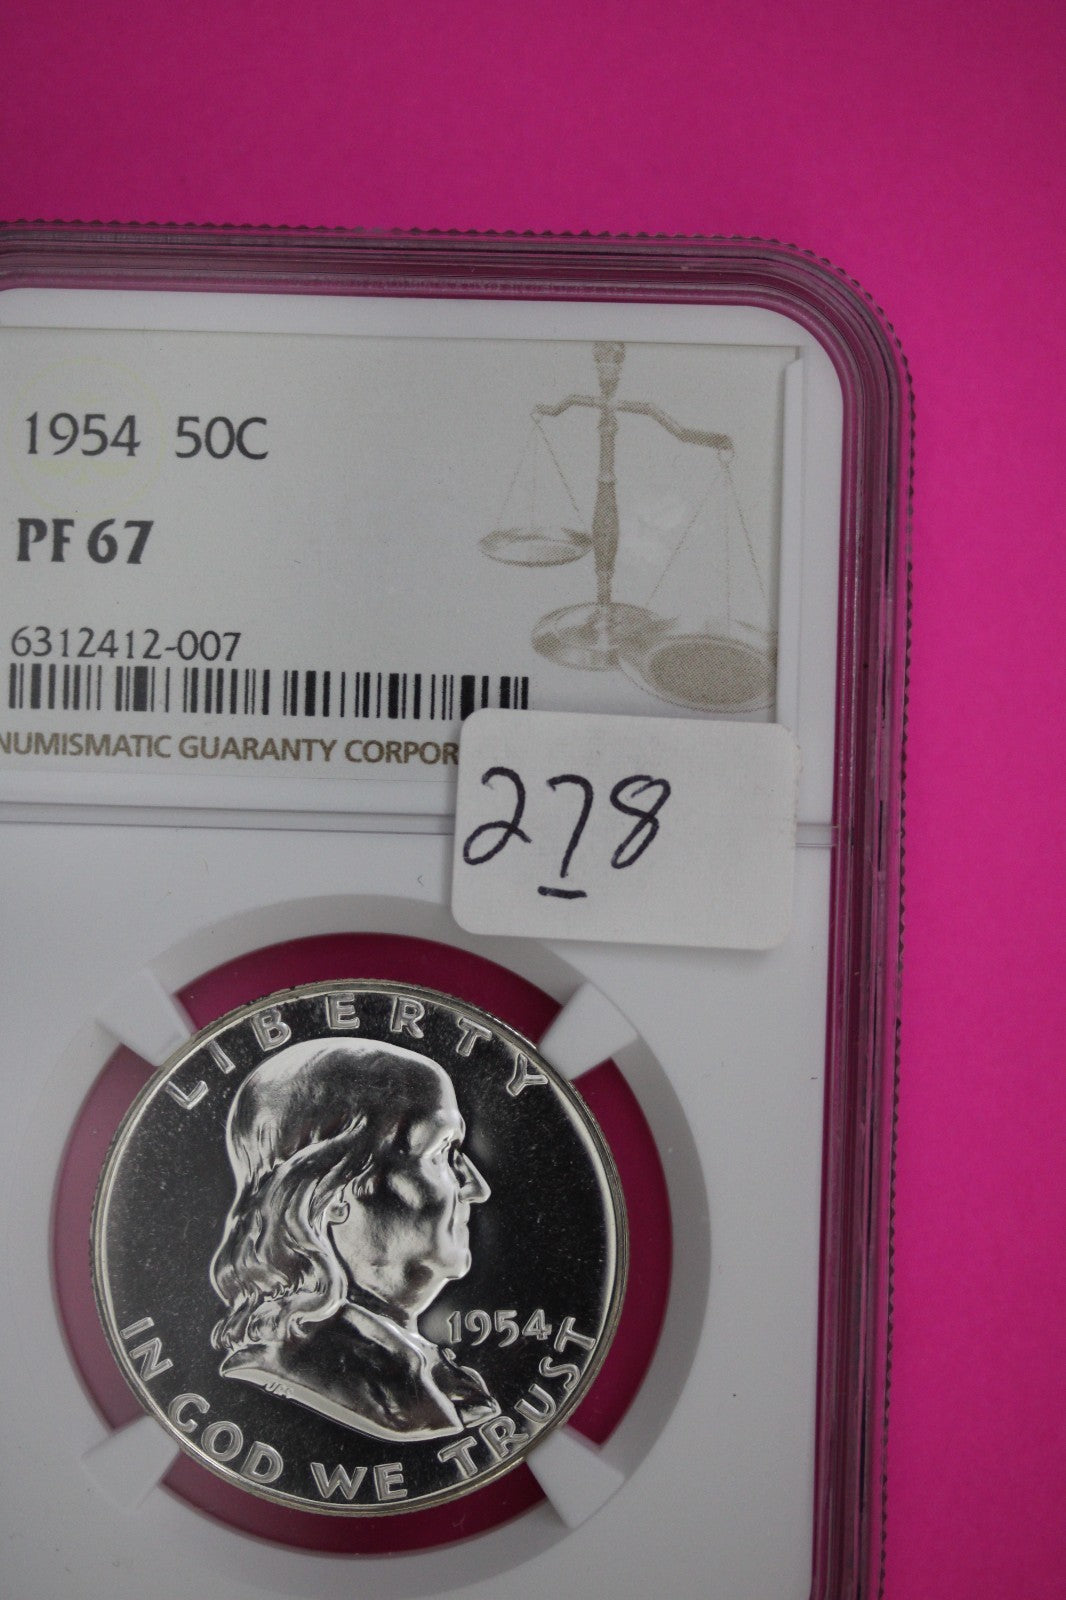 1954 50C
PF 67
6312412-007
NUMISMATIC GUARANTY CORPOR
278
LIBERTY
1954
IN GOD WE TRUST